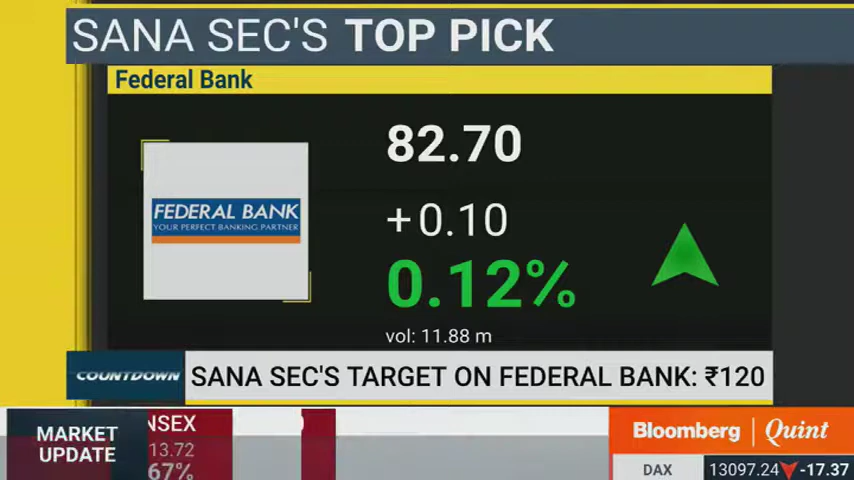 SANA SEC'S TOP PICK
Federal Bank
82.70
FEDERAL BANK
YOUR PERFECT BANKING PARTNER
+0.10
0.12%
vol: 11.88 m
COUNTDOWN
SANA SEC'S TARGET ON FEDERAL BANK: ₹120
MARKET UPDATE
NSEX
13.72
67%
Bloomberg | Quint
DAX 13097.24 -17.37